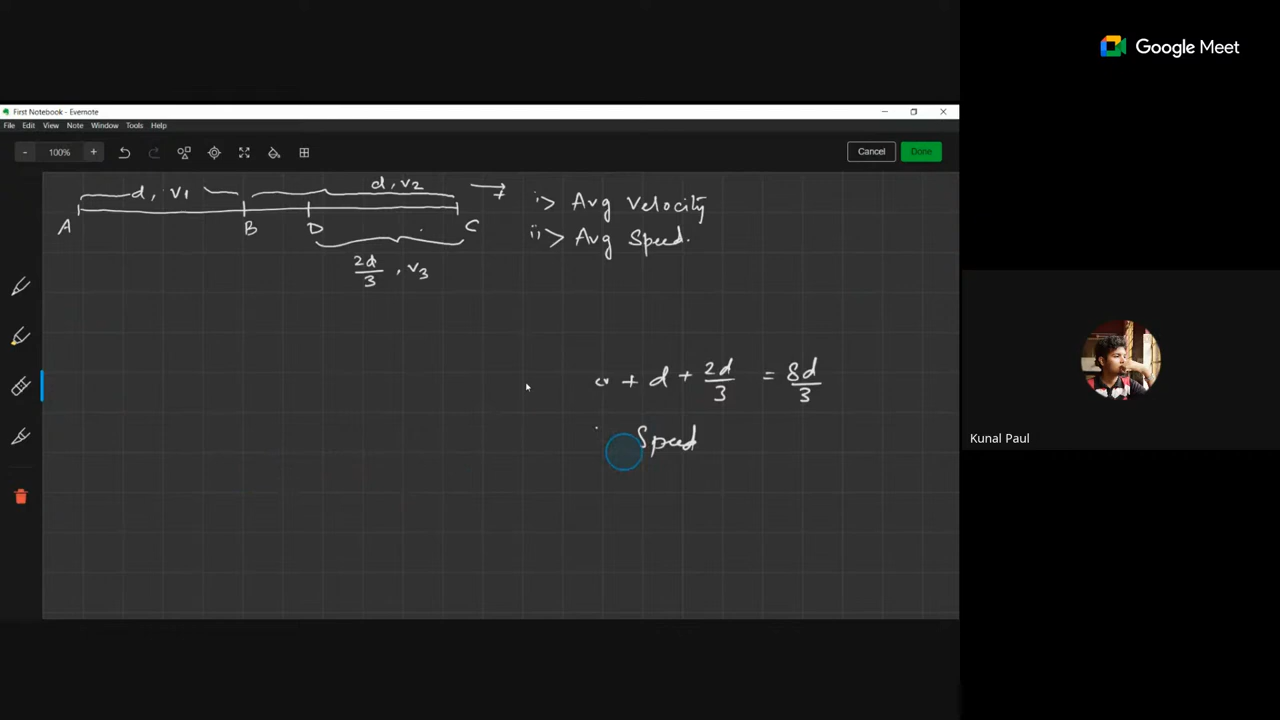 Google Meet
First Notebook - Evernote
File Edit View Note Window Tools Help
- 100% + Cancel Done
d, v1 d, v2
A B D C
2d/3, v3
i> Avg Velocity
ii> Avg Speed.
+ d + 2d/3 = 8d/3
Speed
Kunal Paul